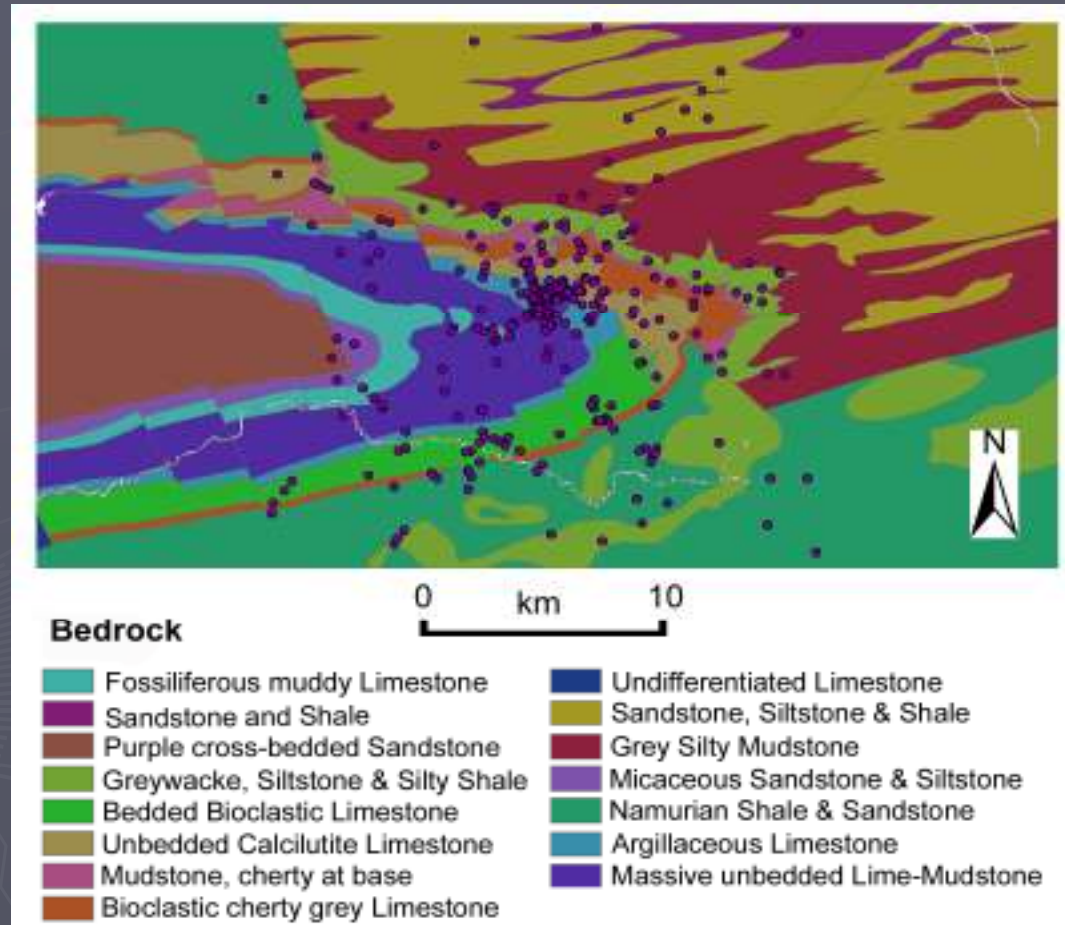 N
0 km 10
Bedrock
Fossiliferous muddy Limestone
Sandstone and Shale
Purple cross-bedded Sandstone
Greywacke, Siltstone & Silty Shale
Bedded Bioclastic Limestone
Unbedded Calcilutite Limestone
Mudstone, cherty at base
Bioclastic cherty grey Limestone
Undifferentiated Limestone
Sandstone, Siltstone & Shale
Grey Silty Mudstone
Micaceous Sandstone & Siltstone
Namurian Shale & Sandstone
Argillaceous Limestone
Massive unbedded Lime-Mudstone